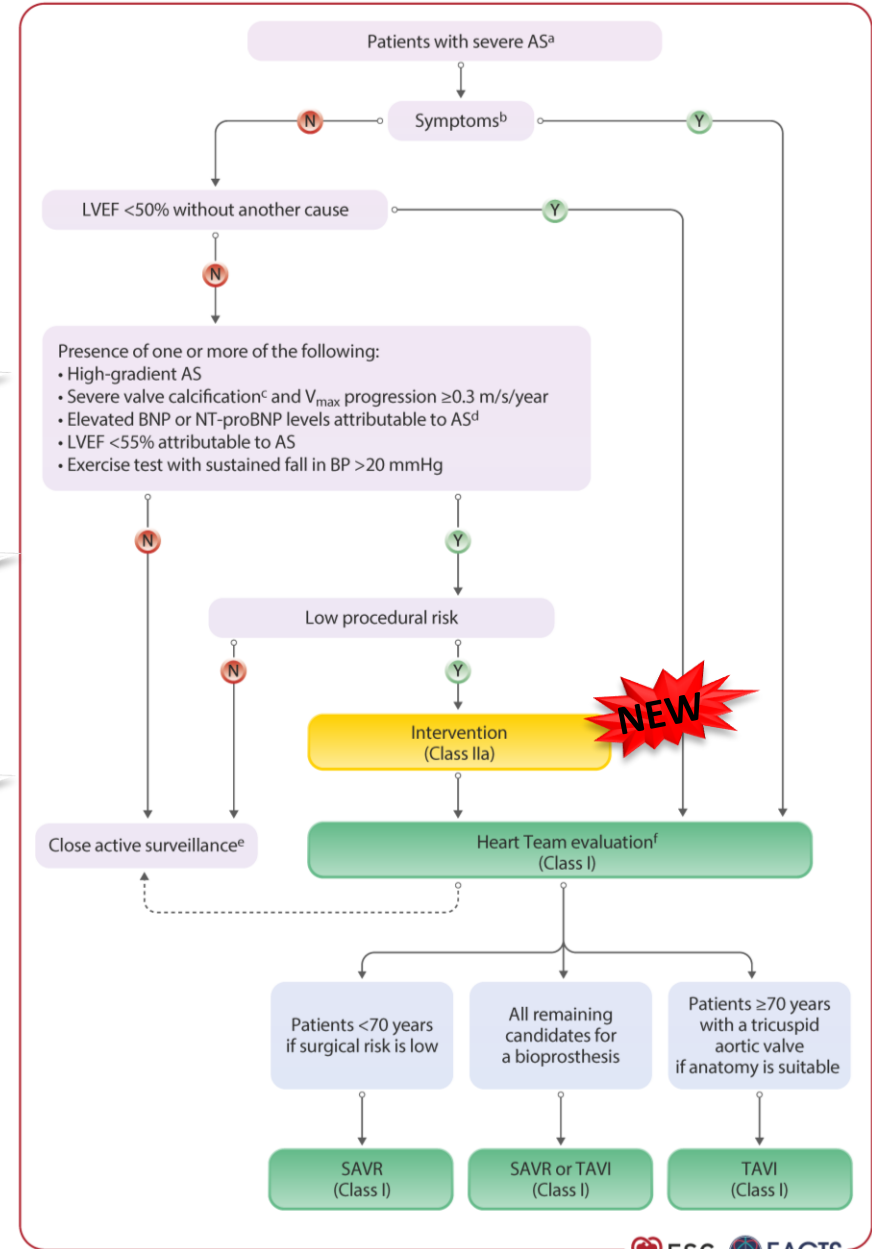 Patients with severe ASᵃ
Symptomsᵇ
N
Y
LVEF <50% without another cause
Y
N
Presence of one or more of the following:
• High-gradient AS
• Severe valve calcificationᶜ and Vmax progression ≥0.3 m/s/year
• Elevated BNP or NT-proBNP levels attributable to ASᵈ
• LVEF <55% attributable to AS
• Exercise test with sustained fall in BP >20 mmHg
N
Y
Low procedural risk
N
Y
Intervention
(Class IIa)
NEW
Close active surveillanceᵉ
Heart Team evaluationᶠ
(Class I)
Patients <70 years
if surgical risk is low
All remaining
candidates for
a bioprosthesis
Patients ≥70 years
with a tricuspid
aortic valve
if anatomy is suitable
SAVR
(Class I)
SAVR or TAVI
(Class I)
TAVI
(Class I)
ESC
EACTS